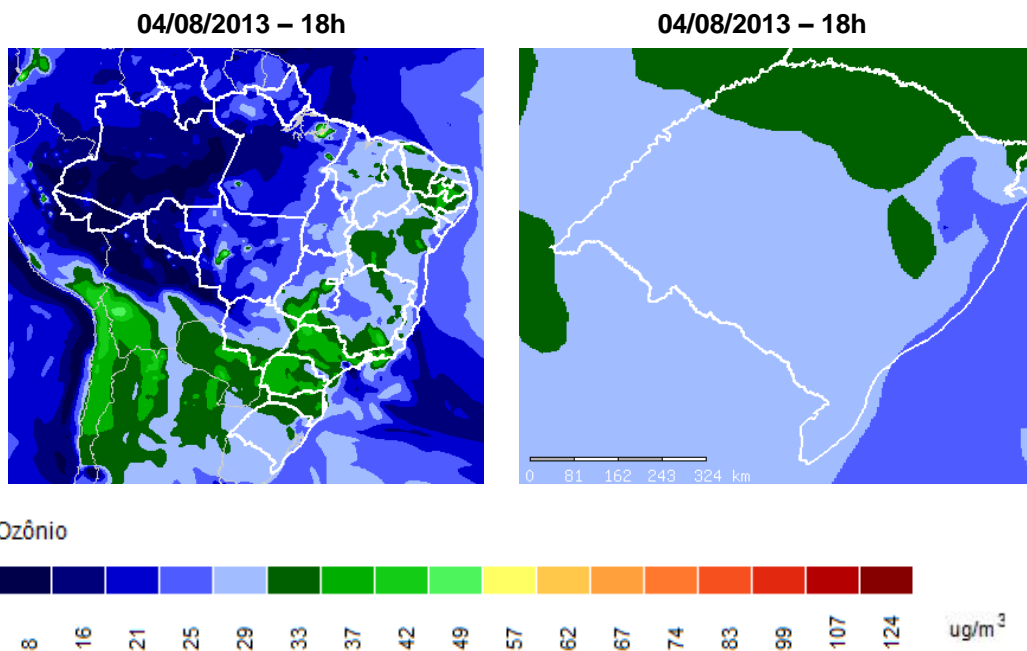 04/08/2013 – 18h
04/08/2013 – 18h
0 81 162 243 324 km
Ozônio
8 16 21 25 29 33 37 42 49 57 62 67 74 83 99 107 124 ug/m³